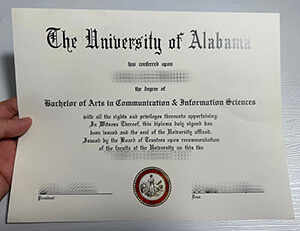 The University of Alabama
has conferred upon
the degree of
Bachelor of Arts in Communication & Information Sciences
with all the rights and privileges thereunto appertaining.
In Witness Thereof, this diploma duly signed has
been issued and the seal of the University affixed.
Issued by the Board of Trustees upon recommendation
of the faculty at the University on this the
President
Dean